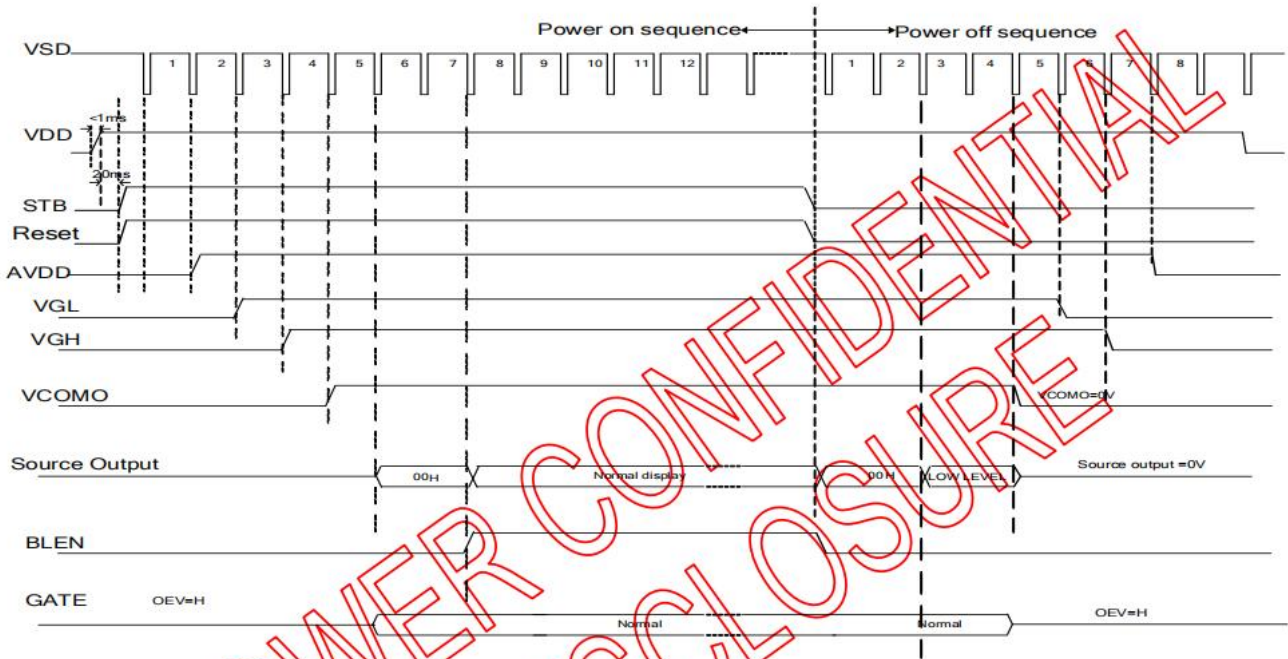 Power on sequence
Power off sequence
VSD
1 2 3 4 5 6 7 8 9 10 11 12
1 2 3 4 5 6 7 8
<1ms
VDD
20ms
STB
Reset
AVDD
VGL
VGH
VCOMO
VCOMO=0V
Source Output
00H
Normal display
00H
LOW LEVEL
Source output =0V
BLEN
GATE
OEV=H
Normal
Normal
OEV=H
WER CONFIDENTIAL
CCLOSURE